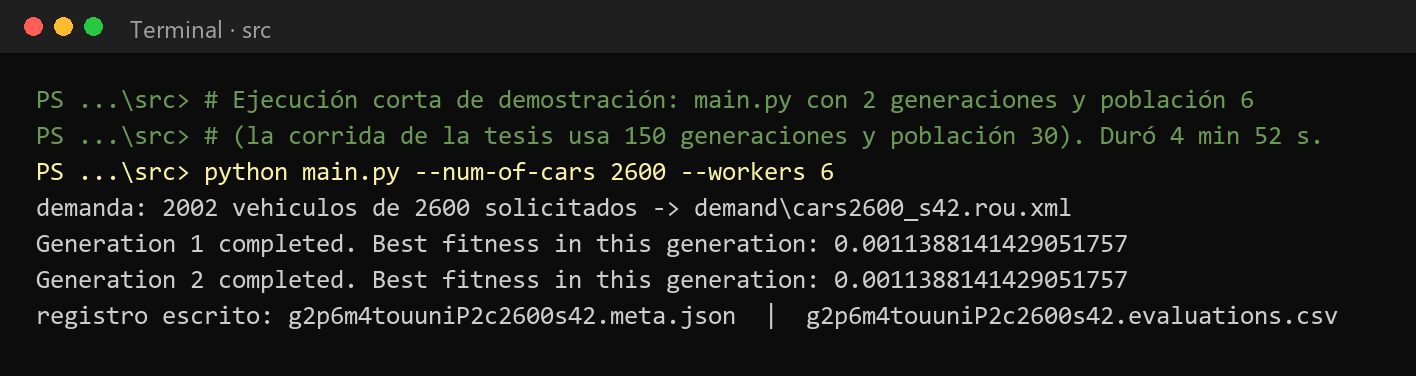 Terminal · src
PS ...\src> # Ejecución corta de demostración: main.py con 2 generaciones y población 6
PS ...\src> # (la corrida de la tesis usa 150 generaciones y población 30). Duró 4 min 52 s.
PS ...\src> python main.py --num-of-cars 2600 --workers 6
demanda: 2002 vehiculos de 2600 solicitados -> demand\cars2600_s42.rou.xml
Generation 1 completed. Best fitness in this generation: 0.0011388141429051757
Generation 2 completed. Best fitness in this generation: 0.0011388141429051757
registro escrito: g2p6m4touuniP2c2600s42.meta.json  |  g2p6m4touuniP2c2600s42.evaluations.csv